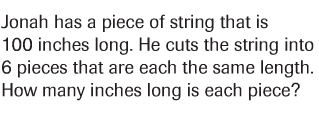 Jonah has a piece of string that is
100 inches long. He cuts the string into
6 pieces that are each the same length.
How many inches long is each piece?